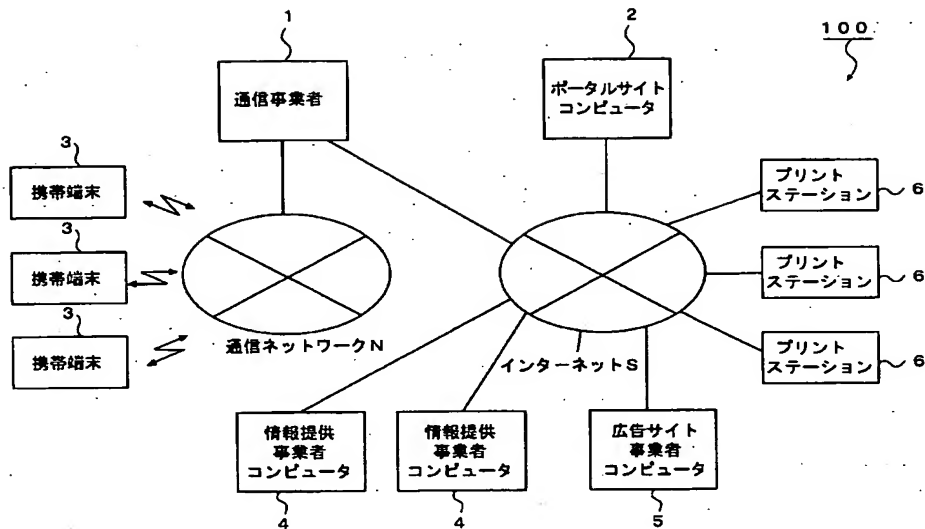 1
2
100
通信事業者
ポータルサイト
コンピュータ
3
携帯端末
3
携帯端末
3
携帯端末
プリント
ステーション
6
プリント
ステーション
6
プリント
ステーション
6
通信ネットワークN
インターネットS
情報提供
事業者
コンピュータ
4
情報提供
事業者
コンピュータ
4
広告サイト
事業者
コンピュータ
5